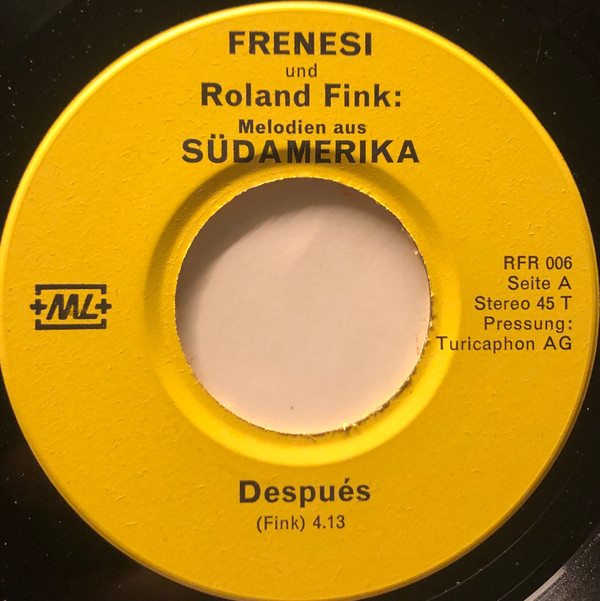 FRENESI
und
Roland Fink:
Melodien aus
SÜDAMERIKA
+ML+
RFR 006
Seite A
Stereo 45 T
Pressung:
Turicaphon AG
Después
(Fink) 4.13